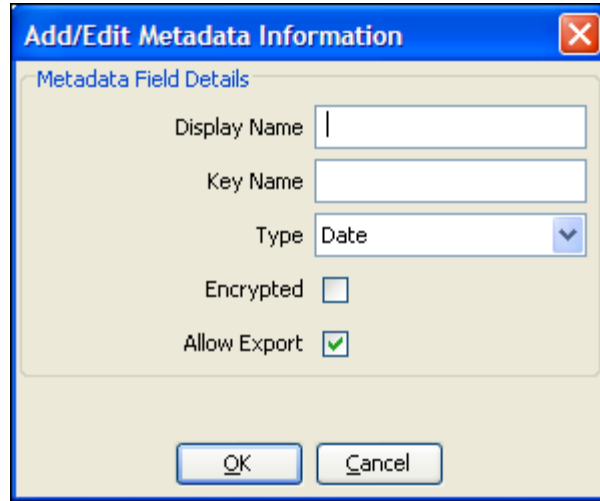 Add/Edit Metadata Information
Metadata Field Details
Display Name
Key Name
Type Date
Encrypted
Allow Export
OK Cancel